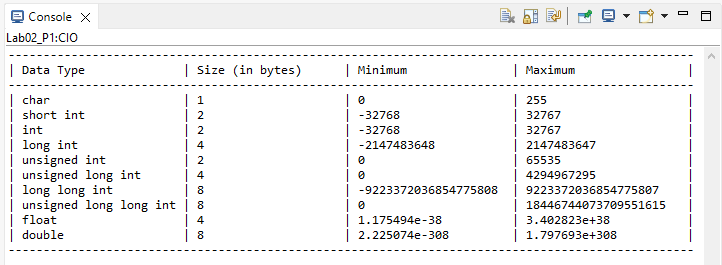 Console
Lab02_P1:CIO
--------------------------------------------------------------------------------------
| Data Type           | Size (in bytes)   | Minimum            | Maximum              |
--------------------------------------------------------------------------------------
| char                | 1                 | 0                  | 255                  |
| short int           | 2                 | -32768             | 32767                |
| int                 | 2                 | -32768             | 32767                |
| long int            | 4                 | -2147483648        | 2147483647           |
| unsigned int        | 2                 | 0                  | 65535                |
| unsigned long int   | 4                 | 0                  | 4294967295           |
| long long int       | 8                 | -9223372036854775808 | 9223372036854775807  |
| unsigned long long int | 8              | 0                  | 18446744073709551615 |
| float               | 4                 | 1.175494e-38       | 3.402823e+38         |
| double              | 8                 | 2.225074e-308      | 1.797693e+308        |
--------------------------------------------------------------------------------------